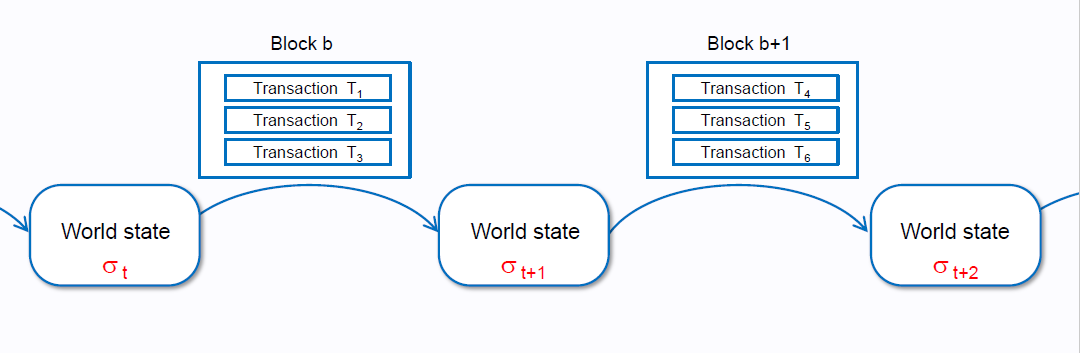 Block b
Transaction T1
Transaction T2
Transaction T3
Block b+1
Transaction T4
Transaction T5
Transaction T6
World state
σ t
World state
σ t+1
World state
σ t+2